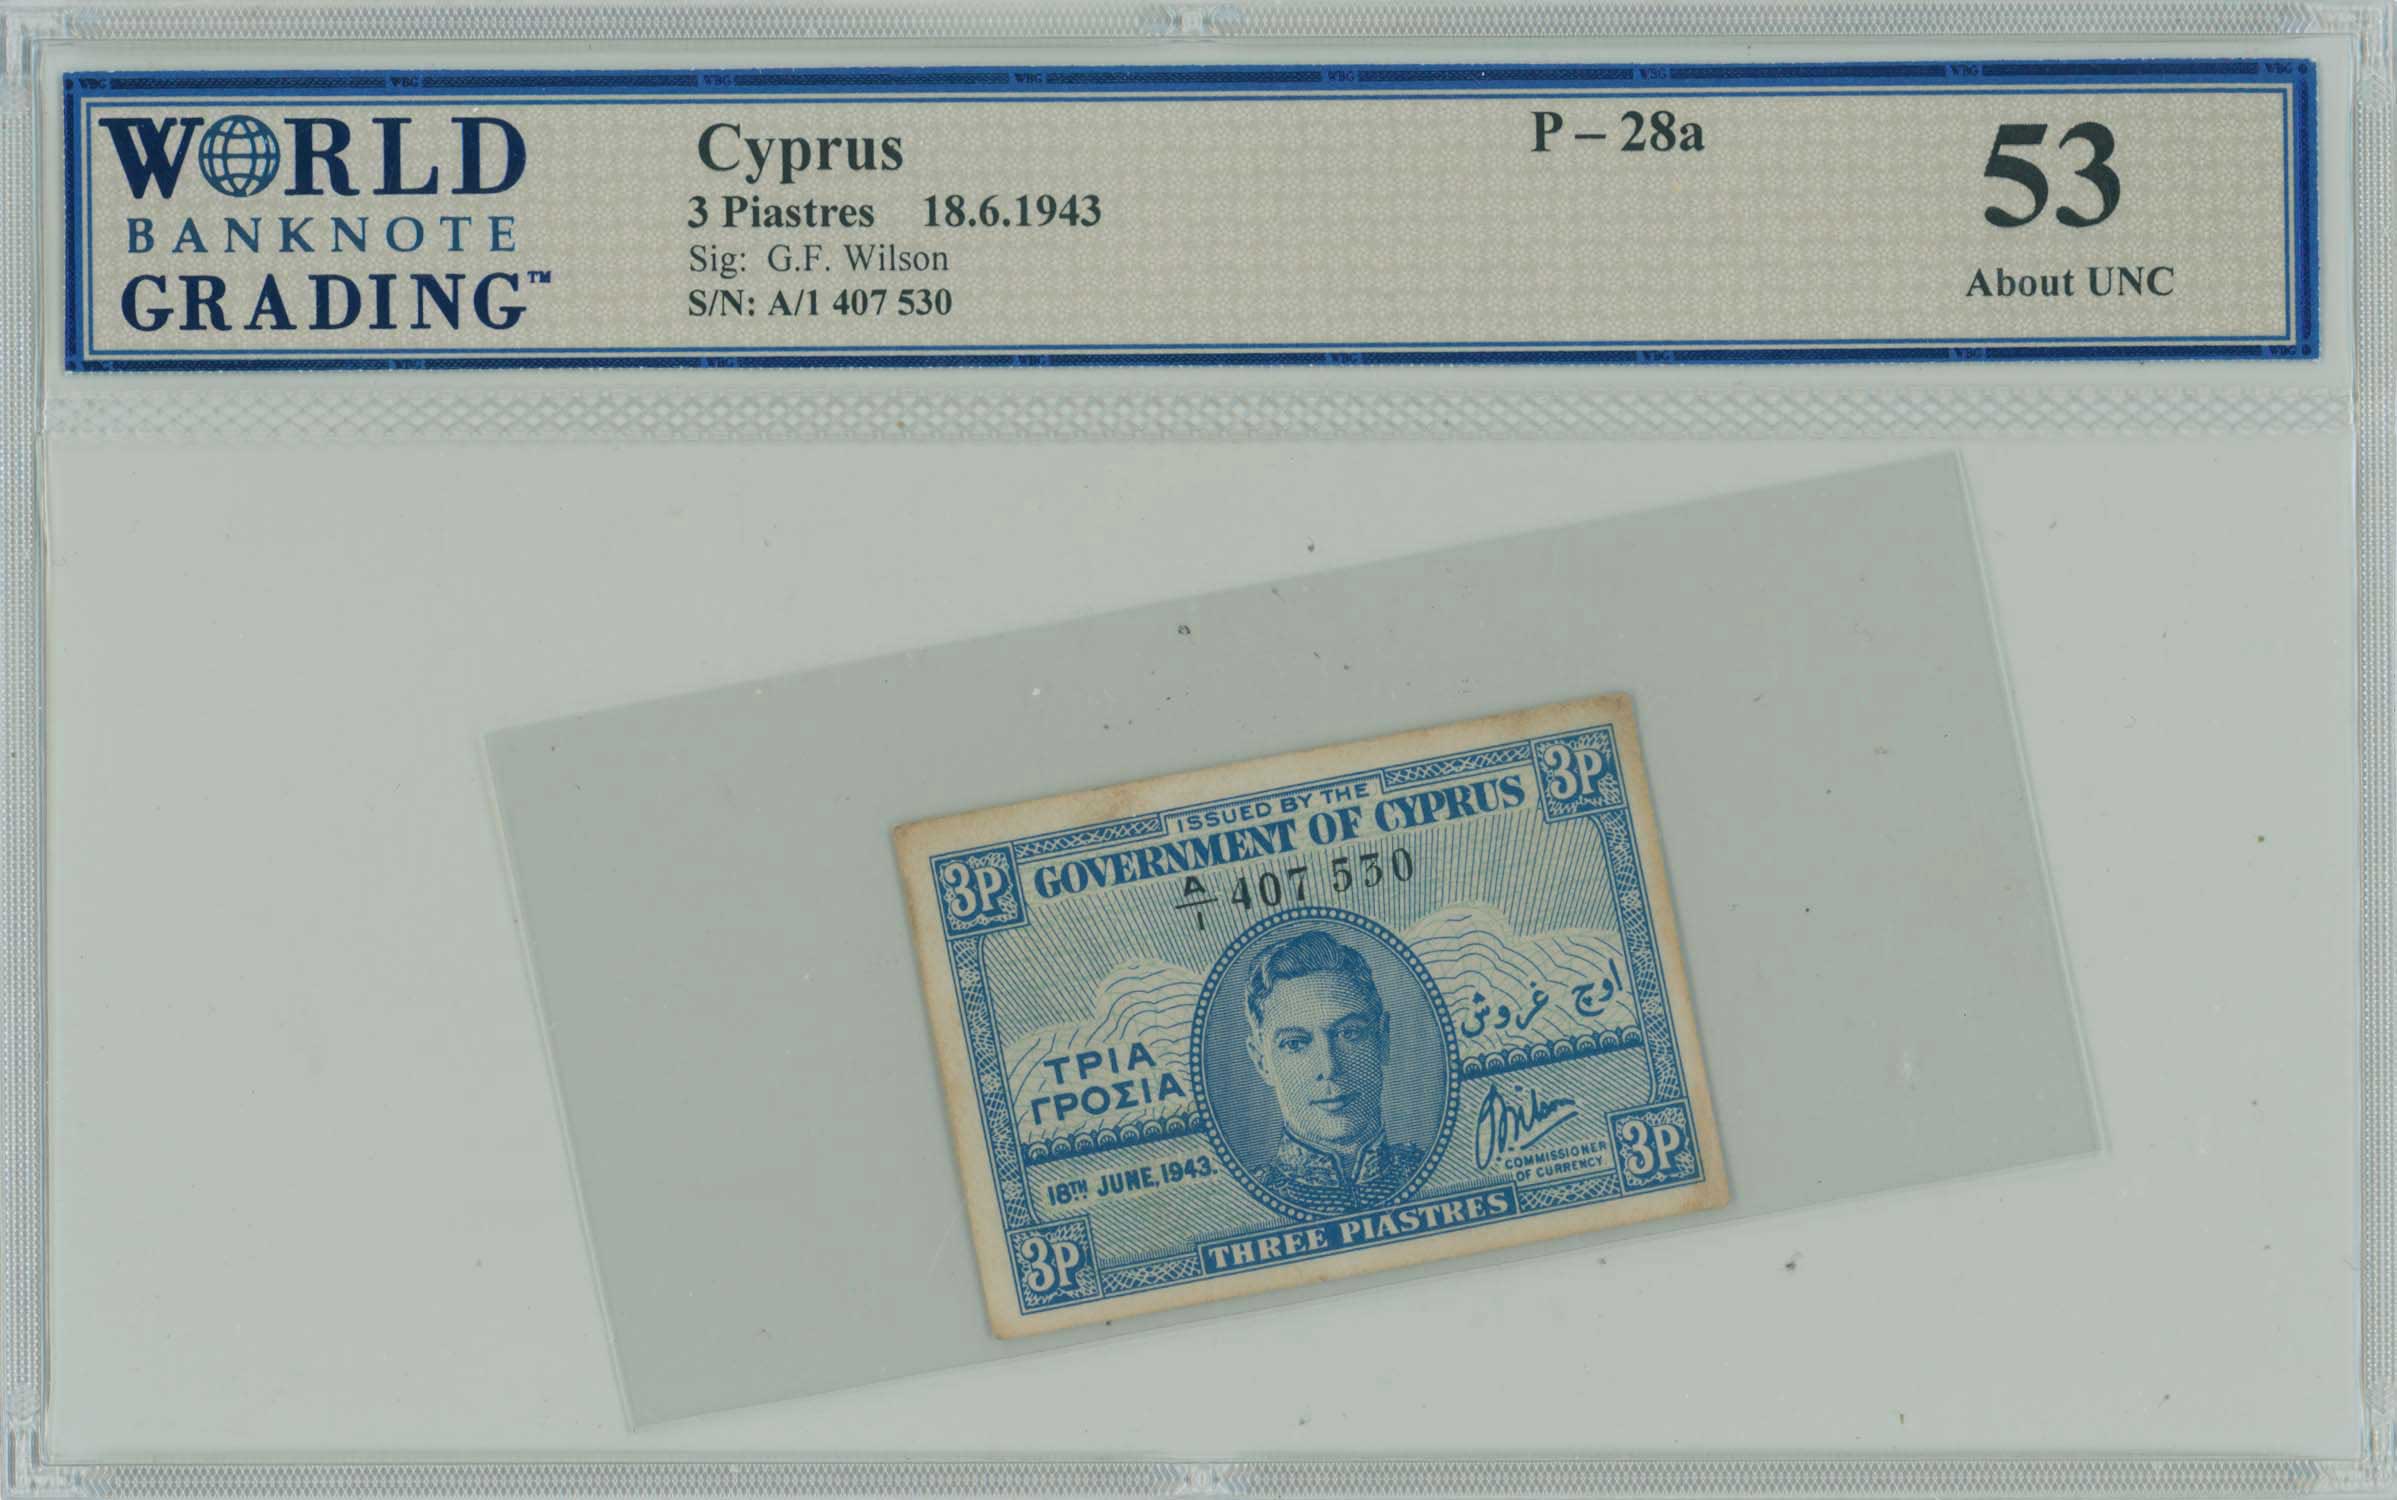 WORLD
BANKNOTE
GRADING™
Cyprus
3 Piastres 18.6.1943
Sig: G.F. Wilson
S/N: A/1 407 530
P – 28a
53
About UNC
ISSUED BY THE
3P
GOVERNMENT OF CYPRUS
3P
A/1 407 530
اوچ غروش
ΤΡΙΑ
ΓΡΟΣΙΑ
Wilson
COMMISSIONER
OF CURRENCY.
18TH JUNE, 1943.
3P
THREE PIASTRES
3P